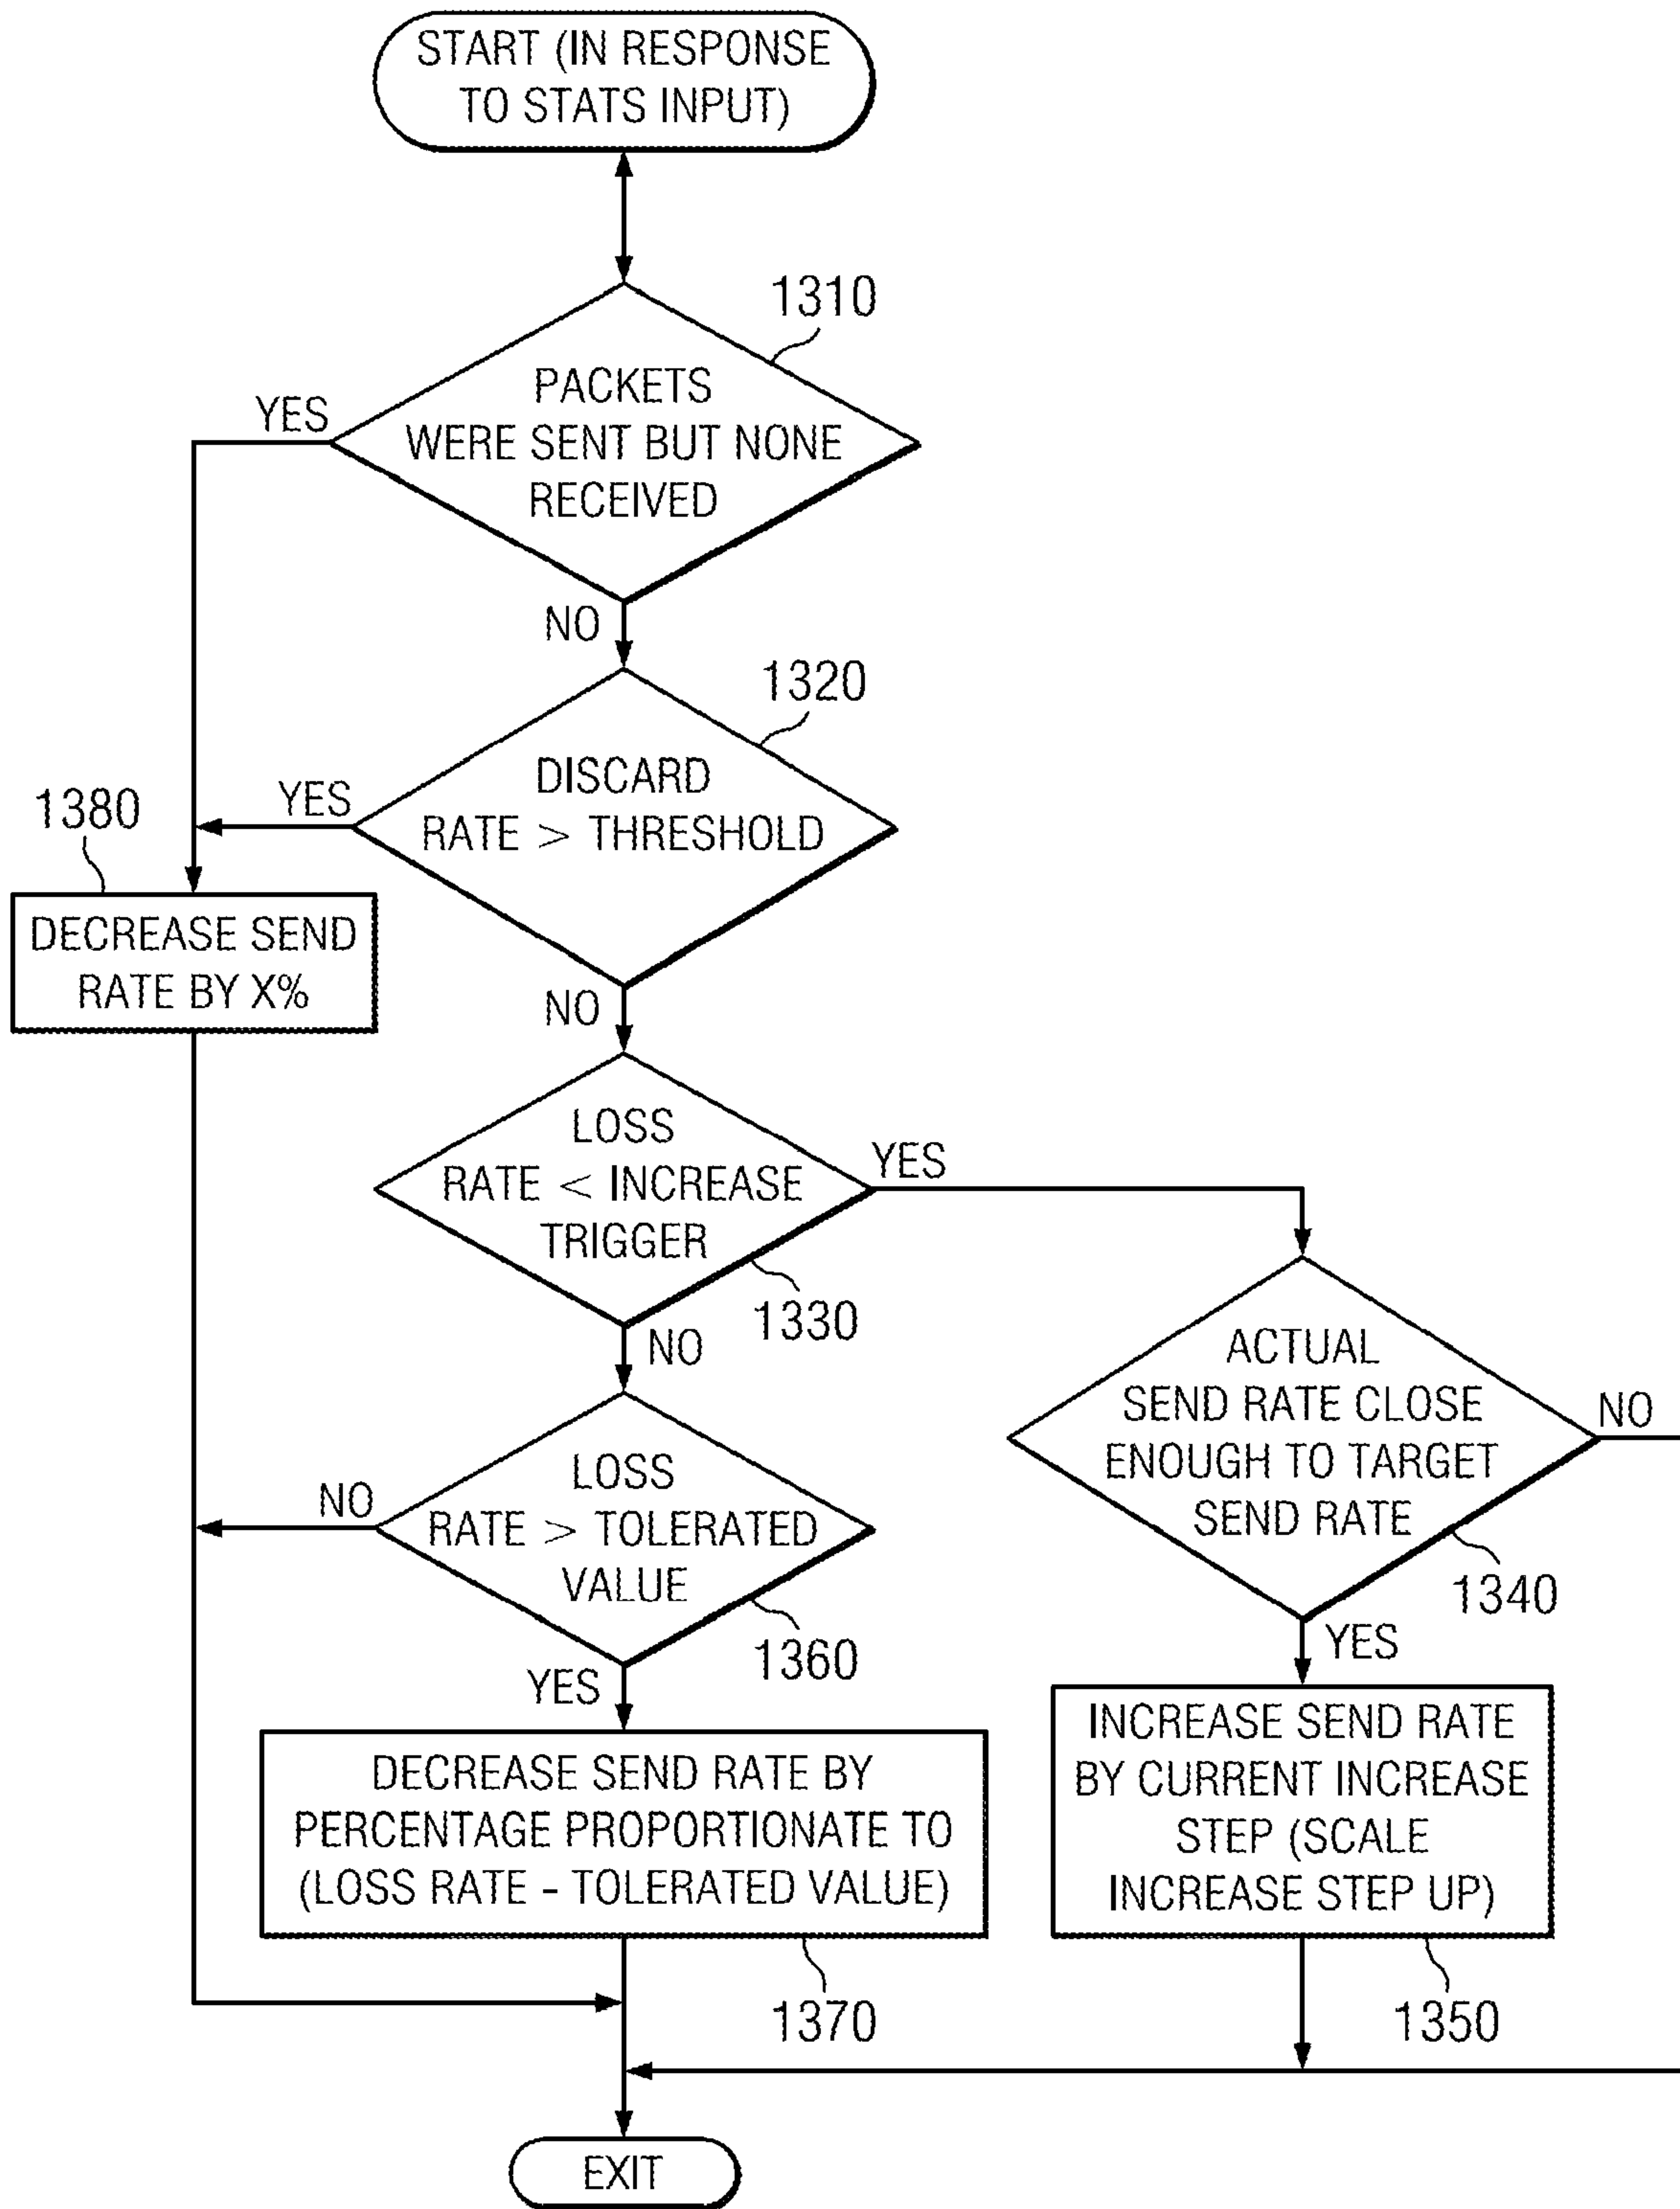 START (IN RESPONSE
TO STATS INPUT)
1310
PACKETS
WERE SENT BUT NONE
RECEIVED
YES
NO
1320
DISCARD
RATE > THRESHOLD
YES
1380
DECREASE SEND
RATE BY X%
NO
LOSS
RATE < INCREASE
TRIGGER
YES
1330
NO
ACTUAL
SEND RATE CLOSE
ENOUGH TO TARGET
SEND RATE
NO
1340
YES
LOSS
RATE > TOLERATED
VALUE
NO
1360
YES
DECREASE SEND RATE BY
PERCENTAGE PROPORTIONATE TO
(LOSS RATE - TOLERATED VALUE)
1370
INCREASE SEND RATE
BY CURRENT INCREASE
STEP (SCALE
INCREASE STEP UP)
1350
EXIT